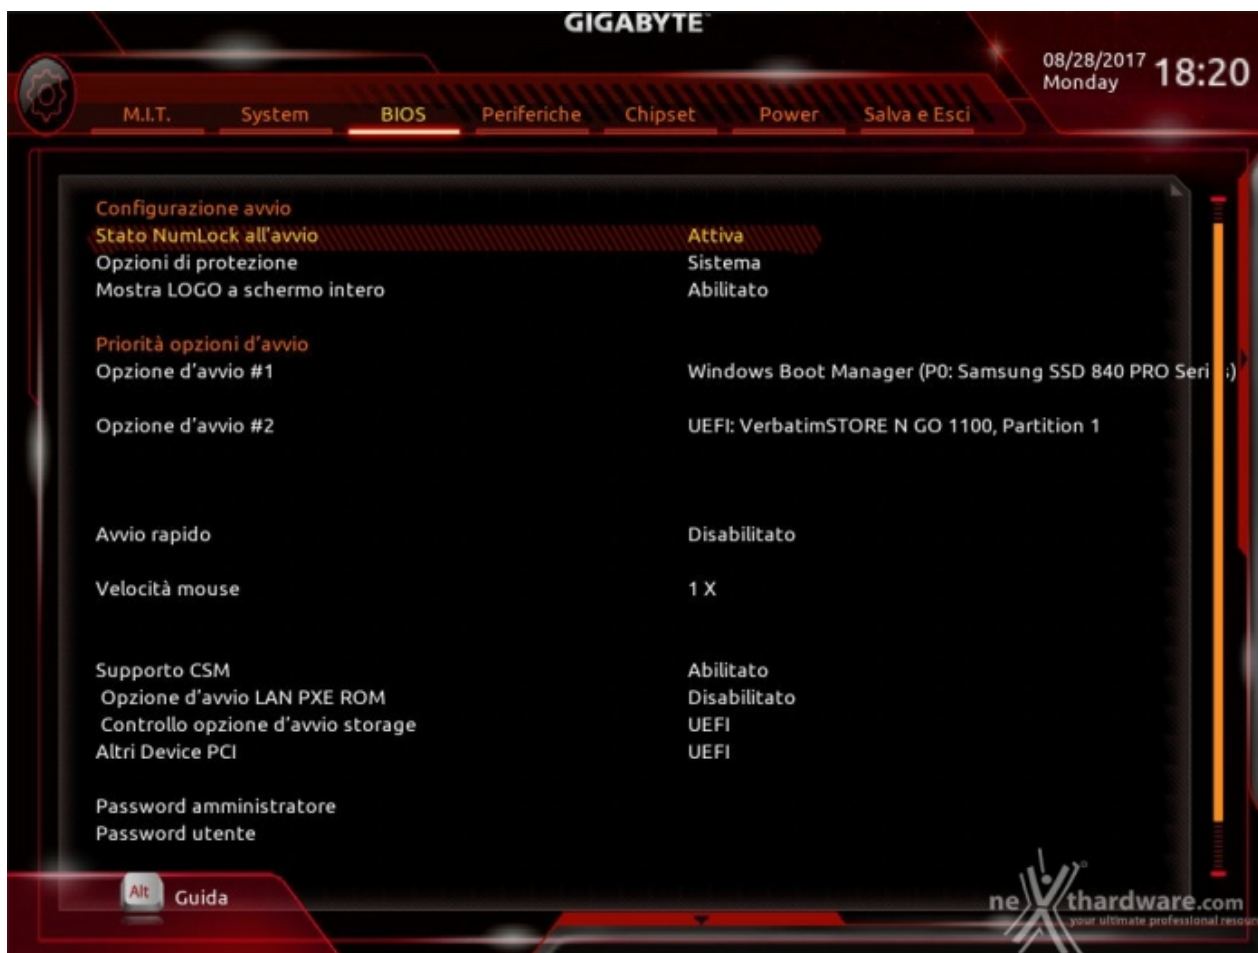 GIGABYTE
08/28/2017
Monday
18:20
M.I.T. System BIOS Periferiche Chipset Power Salva e Esci
Configurazione avvio
Stato NumLock all'avvio Attiva
Opzioni di protezione Sistema
Mostra LOGO a schermo intero Abilitato
Priorità opzioni d'avvio
Opzione d'avvio #1 Windows Boot Manager (P0: Samsung SSD 840 PRO Series)
Opzione d'avvio #2 UEFI: VerbatimSTORE N GO 1100, Partition 1
Avvio rapido Disabilitato
Velocità mouse 1 X
Supporto CSM Abilitato
Opzione d'avvio LAN PXE ROM Disabilitato
Controllo opzione d'avvio storage UEFI
Altri Device PCI UEFI
Password amministratore
Password utente
Alt Guida
nexthardware.com
your ultimate professional